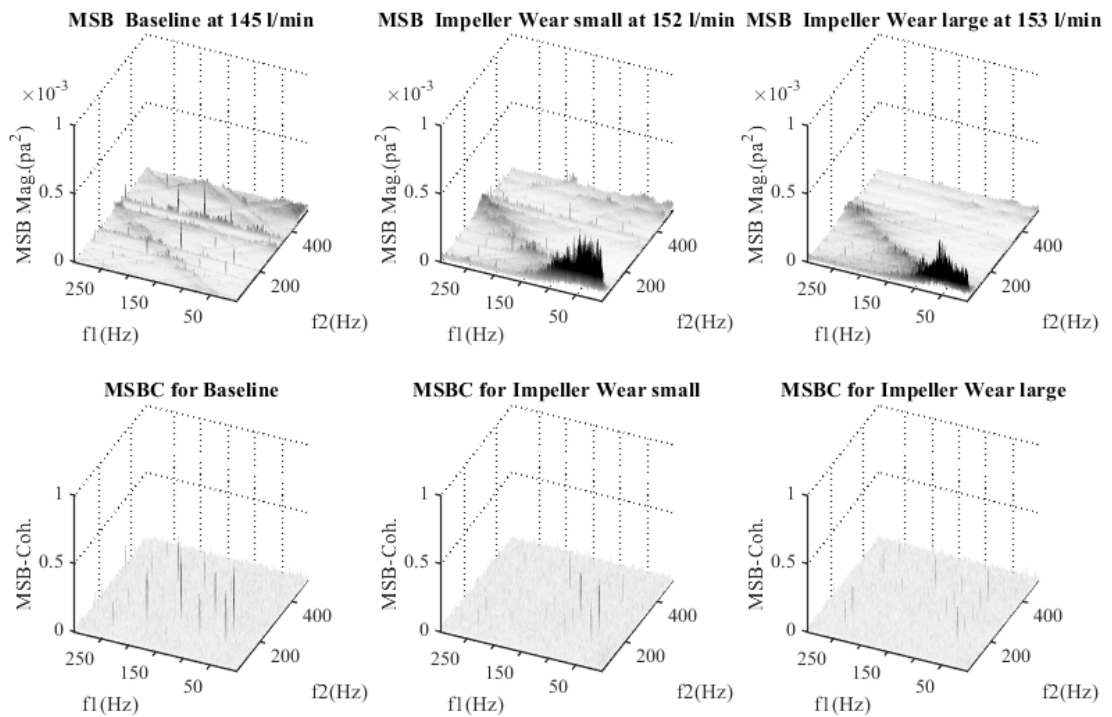 MSB Baseline at 145 l/min
MSB Impeller Wear small at 152 l/min
MSB Impeller Wear large at 153 l/min
×10⁻³
1
0.5
0
MSB Mag.(pa²)
250
150
50
f1(Hz)
200
400
f2(Hz)
×10⁻³
1
0.5
0
MSB Mag.(pa²)
250
150
50
f1(Hz)
200
400
f2(Hz)
×10⁻³
1
0.5
0
MSB Mag.(pa²)
250
150
50
f1(Hz)
200
400
f2(Hz)
MSBC for Baseline
MSBC for Impeller Wear small
MSBC for Impeller Wear large
1
0.5
0
MSB-Coh.
250
150
50
f1(Hz)
200
400
f2(Hz)
1
0.5
0
MSB-Coh.
250
150
50
f1(Hz)
200
400
f2(Hz)
1
0.5
0
MSB-Coh.
250
150
50
f1(Hz)
200
400
f2(Hz)